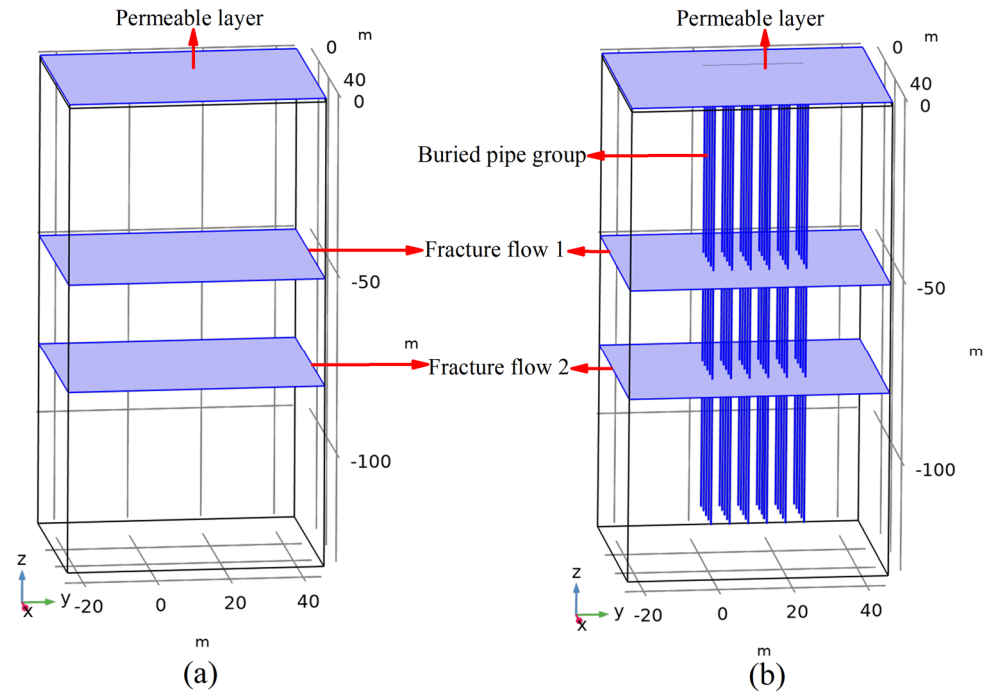 Permeable layer
Permeable layer
0
m
40
0
0
m
40
0
Buried pipe group
Fracture flow 1
-50
-50
m
m
Fracture flow 2
-100
-100
z
y
x
-20
0
20
40
m
z
y
x
-20
0
20
40
m
(a)
(b)